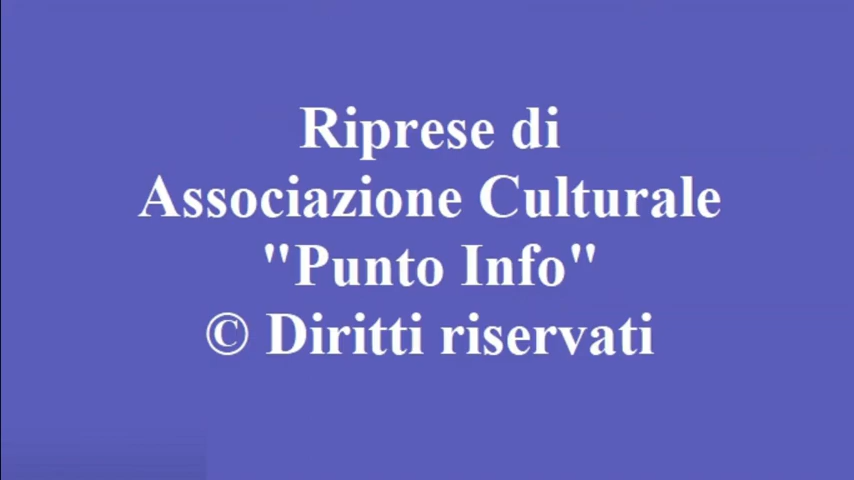 Riprese di
Associazione Culturale
"Punto Info"
© Diritti riservati